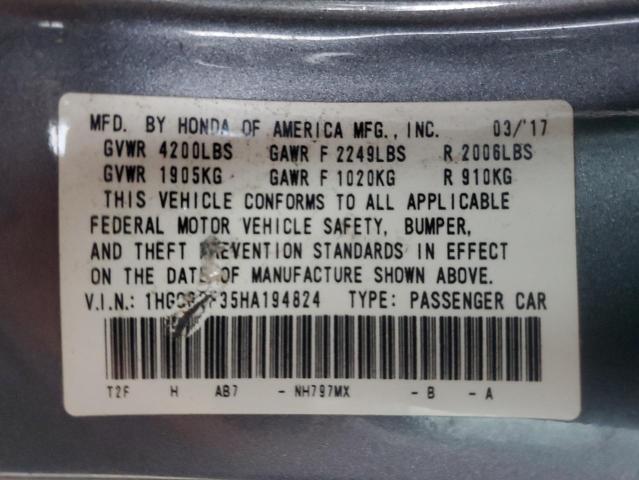 MFD. BY HONDA OF AMERICA MFG., INC. 03/'17
GVWR 4200LBS GAWR F 2249LBS R 2006LBS
GVWR 1905KG GAWR F 1020KG R 910KG
THIS VEHICLE CONFORMS TO ALL APPLICABLE
FEDERAL MOTOR VEHICLE SAFETY, BUMPER,
AND THEFT PREVENTION STANDARDS IN EFFECT
ON THE DATE OF MANUFACTURE SHOWN ABOVE.
V.I.N.: TYPE: PASSENGER CAR
T2F H AB7 - NH797MX - B - A